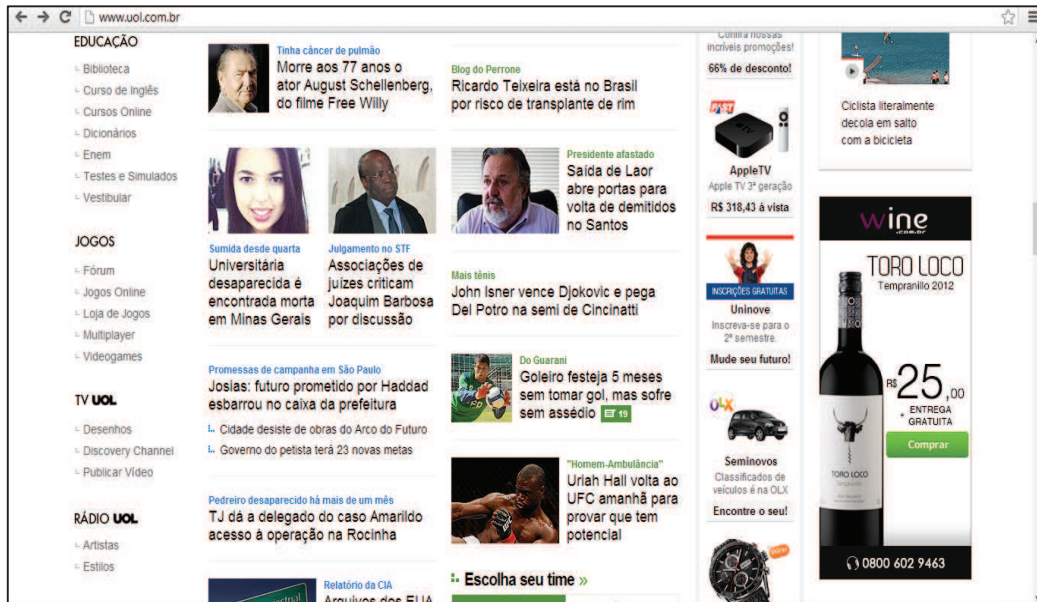 www.uol.com.br
EDUCAÇÃO
Biblioteca
Curso de Inglês
Cursos Online
Dicionários
Enem
Testes e Simulados
Vestibular
JOGOS
Fórum
Jogos Online
Loja de Jogos
Multiplayer
Videogames
TV UOL
Desenhos
Discovery Channel
Publicar Vídeo
RÁDIO UOL
Artistas
Estilos
Tinha câncer de pulmão
Morre aos 77 anos o
ator August Schellenberg,
do filme Free Willy
Sumida desde quarta
Universitária
desaparecida é
encontrada morta
em Minas Gerais
Julgamento no STF
Associações de
juízes criticam
Joaquim Barbosa
por discussão
Promessas de campanha em São Paulo
Josias: futuro prometido por Haddad
esbarrou no caixa da prefeitura
Cidade desiste de obras do Arco do Futuro
Governo do petista terá 23 novas metas
Pedreiro desaparecido há mais de um mês
TJ dá a delegado do caso Amarildo
acesso à operação na Rocinha
Relatório da CIA
Arquivos dos EUA
Blog do Perrone
Ricardo Teixeira está no Brasil
por risco de transplante de rim
Presidente afastado
Saída de Laor
abre portas para
volta de demitidos
no Santos
Mais tênis
John Isner vence Djokovic e pega
Del Potro na semi de Cincinatti
Do Guarani
Goleiro festeja 5 meses
sem tomar gol, mas sofre
sem assédio 19
"Homem-Ambulância"
Uriah Hall volta ao
UFC amanhã para
provar que tem
potencial
Escolha seu time »
Confira nossas
incríveis promoções!
66% de desconto!
FAST
tv
AppleTV
Apple TV 3ª geração
R$ 318,43 à vista
INSCRIÇÕES GRATUITAS
Uninove
Inscreva-se para o
2º semestre.
Mude seu futuro!
OLX
Seminovos
Classificados de
veículos é na OLX
Encontre o seu!
Ciclista literalmente
decola em salto
com a bicicleta
wine
.com.br
TORO LOCO
Tempranillo 2012
R$ 25,00
+ ENTREGA
GRATUITA
Comprar
TORO LOCO
Tempranillo
0800 602 9463